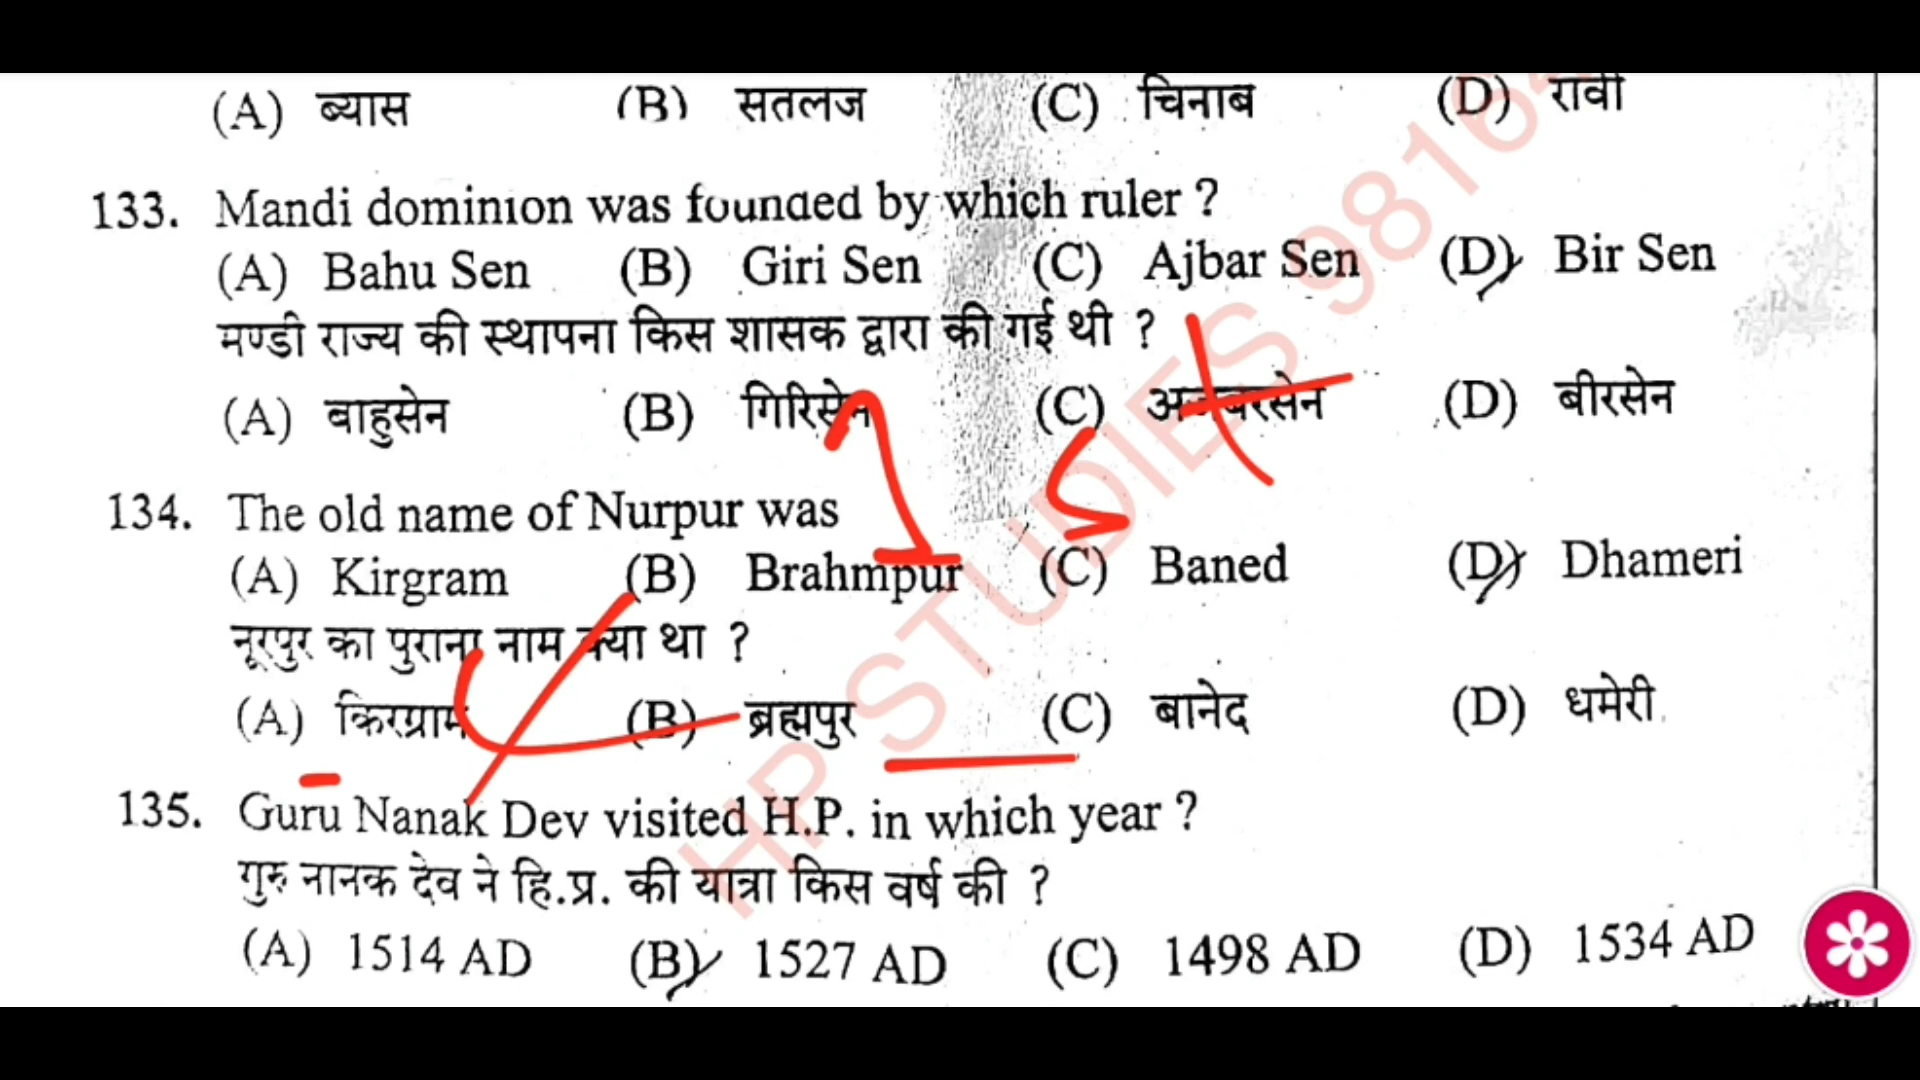 (A) ब्यास (B) सतलज (C) चिनाब (D) रावी
133. Mandi dominion was founded by which ruler ?
(A) Bahu Sen (B) Giri Sen (C) Ajbar Sen (D) Bir Sen
मण्डी राज्य की स्थापना किस शासक द्वारा की गई थी ?
(A) बाहुसेन (B) गिरिसेन (C) अजबरसेन (D) बीरसेन
134. The old name of Nurpur was
(A) Kirgram (B) Brahmpur (C) Baned (D) Dhameri
नूरपुर का पुराना नाम क्या था ?
(A) किरग्राम (B) ब्रह्मपुर (C) बानेद (D) धमेरी
135. Guru Nanak Dev visited H.P. in which year ?
गुरु नानक देव ने हि.प्र. की यात्रा किस वर्ष की ?
(A) 1514 AD (B) 1527 AD (C) 1498 AD (D) 1534 AD
HP STUDIES 98164